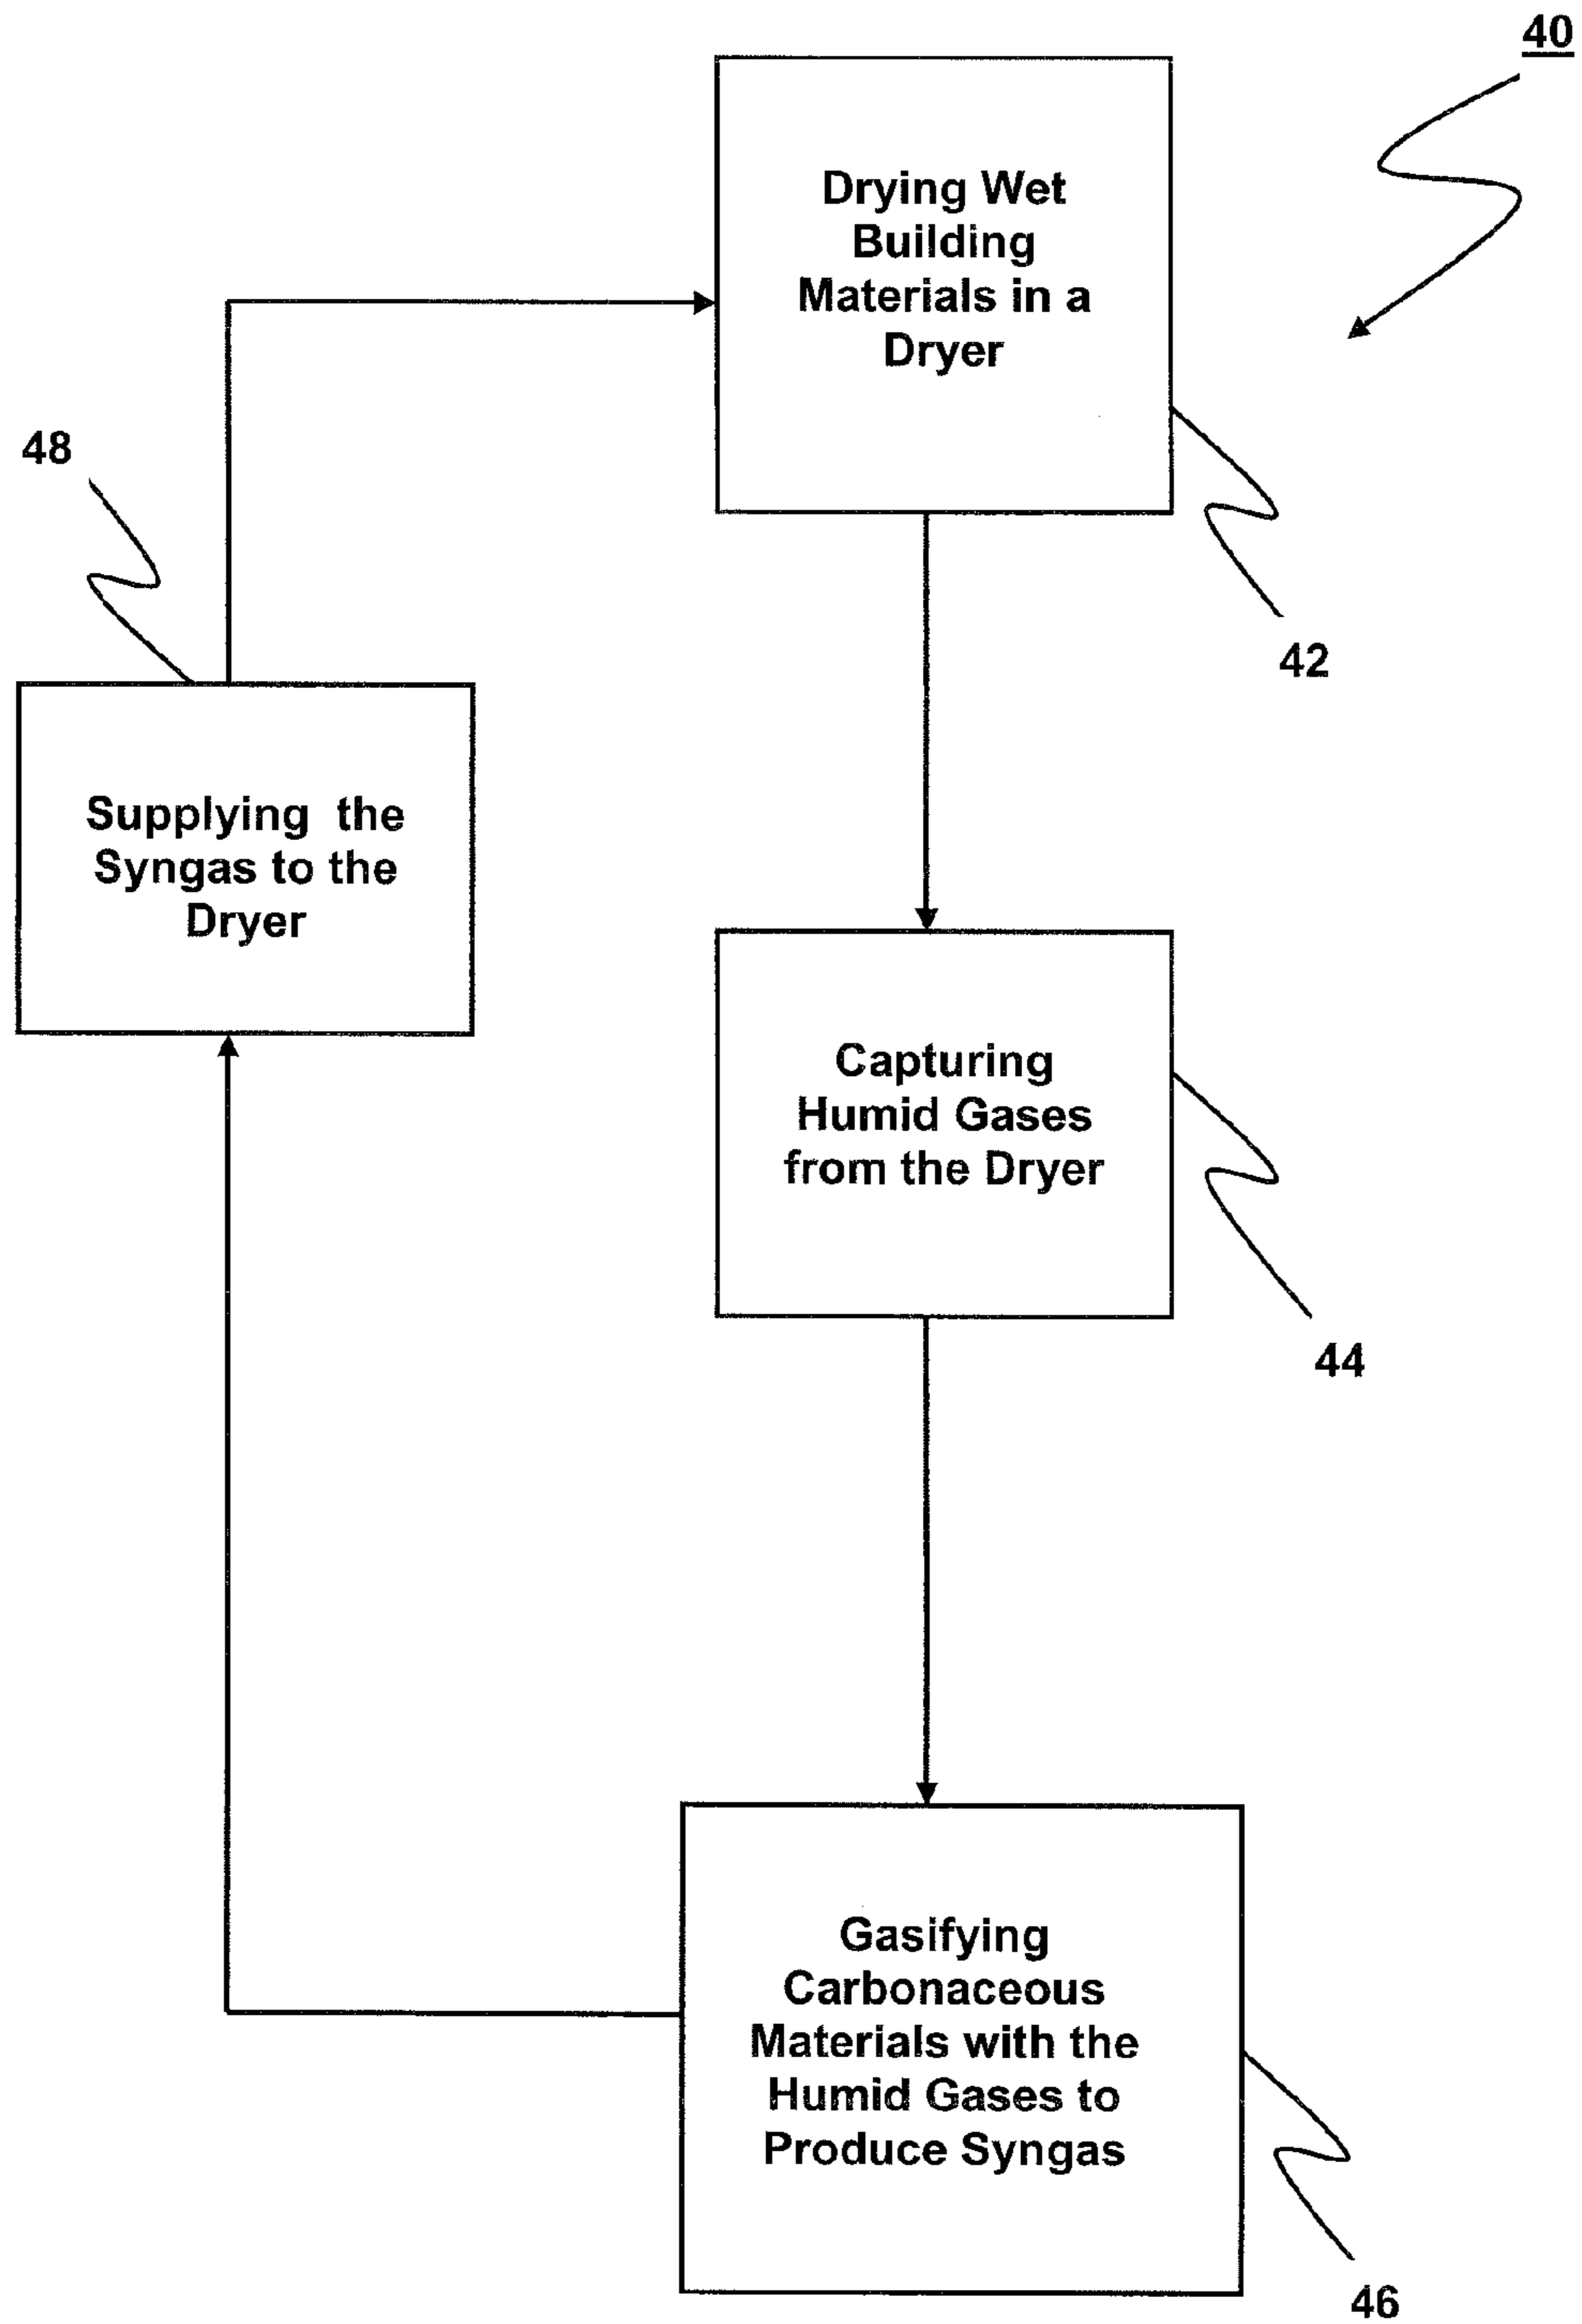 40
Drying Wet
Building
Materials in a
Dryer
42
48
Supplying the
Syngas to the
Dryer
Capturing
Humid Gases
from the Dryer
44
Gasifying
Carbonaceous
Materials with the
Humid Gases to
Produce Syngas
46